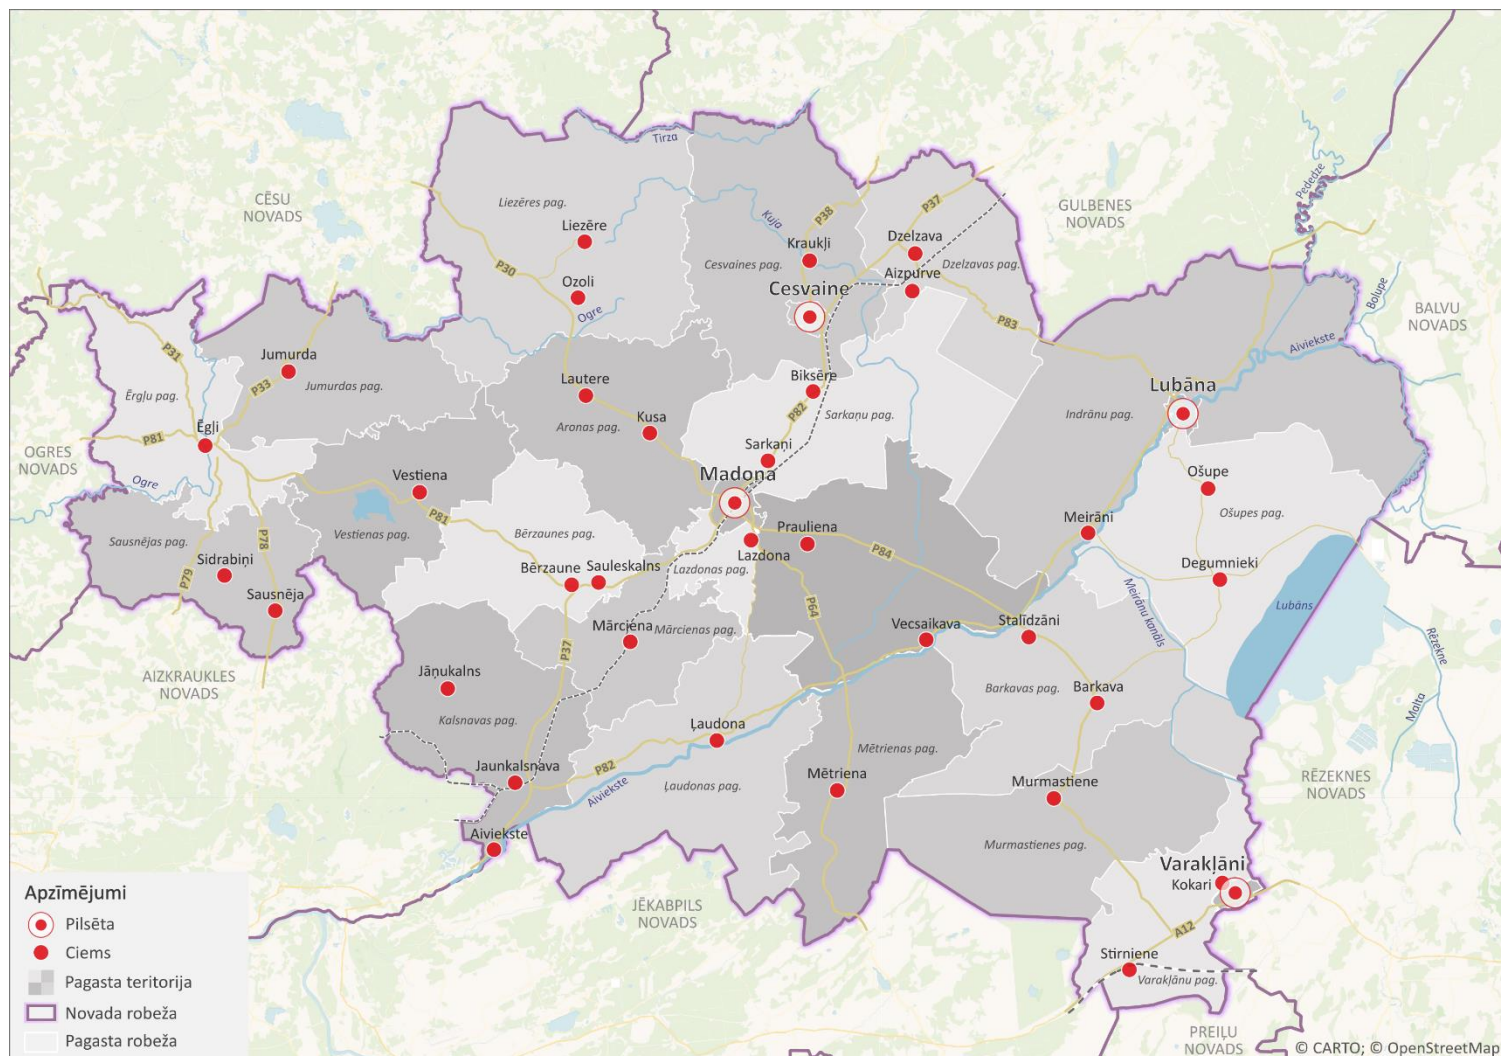 Tirza
CĒSU
NOVADS
Liezēres pag.
Liezēre
P30
Ozoli
Ogre
Kuja
P38
P37
Kraukļi
Cesvaines pag.
Cesvaine
Dzelzava
Dzelzavas pag.
Aizpurve
GULBENES
NOVADS
Pededze
Bolupe
BALVU
NOVADS
P83
Aiviekste
P31
Jumurda
P33
Jumurdas pag.
Ērgļu pag.
Ēgļi
P81
OGRES
NOVADS
Ogre
Lautere
Kusa
Aronas pag.
Biksēre
P82
Sarkaņu pag.
Sarkaņi
Madona
Lubāna
Indrānu pag.
Ošupe
Ošupes pag.
Meirāni
Degumnieki
Meirānu kanāls
Lubāns
Rēzekne
Malta
Vestiena
P81
Vestienas pag.
Sausnējas pag.
P78
P79
Sidrabiņi
Sausnēja
Bērzaunes pag.
Bērzaune
Sauleskalns
Lazdonas pag.
Lazdona
Prauliena
P84
P64
Vecsaikava
Stalīdzāni
Barkavas pag.
Barkava
AIZKRAUKLES
NOVADS
Mārciena
Mārcienas pag.
P37
Jāņukalns
Kalsnavas pag.
Jaunkalsnava
P82
Ļaudona
Aiviekste
Ļaudonas pag.
Mētrienas pag.
Mētriena
Murmastiene
Murmastienes pag.
RĒZEKNES
NOVADS
Aiviekste
JĒKABPILS
NOVADS
Varakļāni
Kokari
A12
Stirniene
Varakļānu pag.
PREIĻU
NOVADS
Apzīmējumi
Pilsēta
Ciems
Pagasta teritorija
Novada robeža
Pagasta robeža
© CARTO; © OpenStreetMap